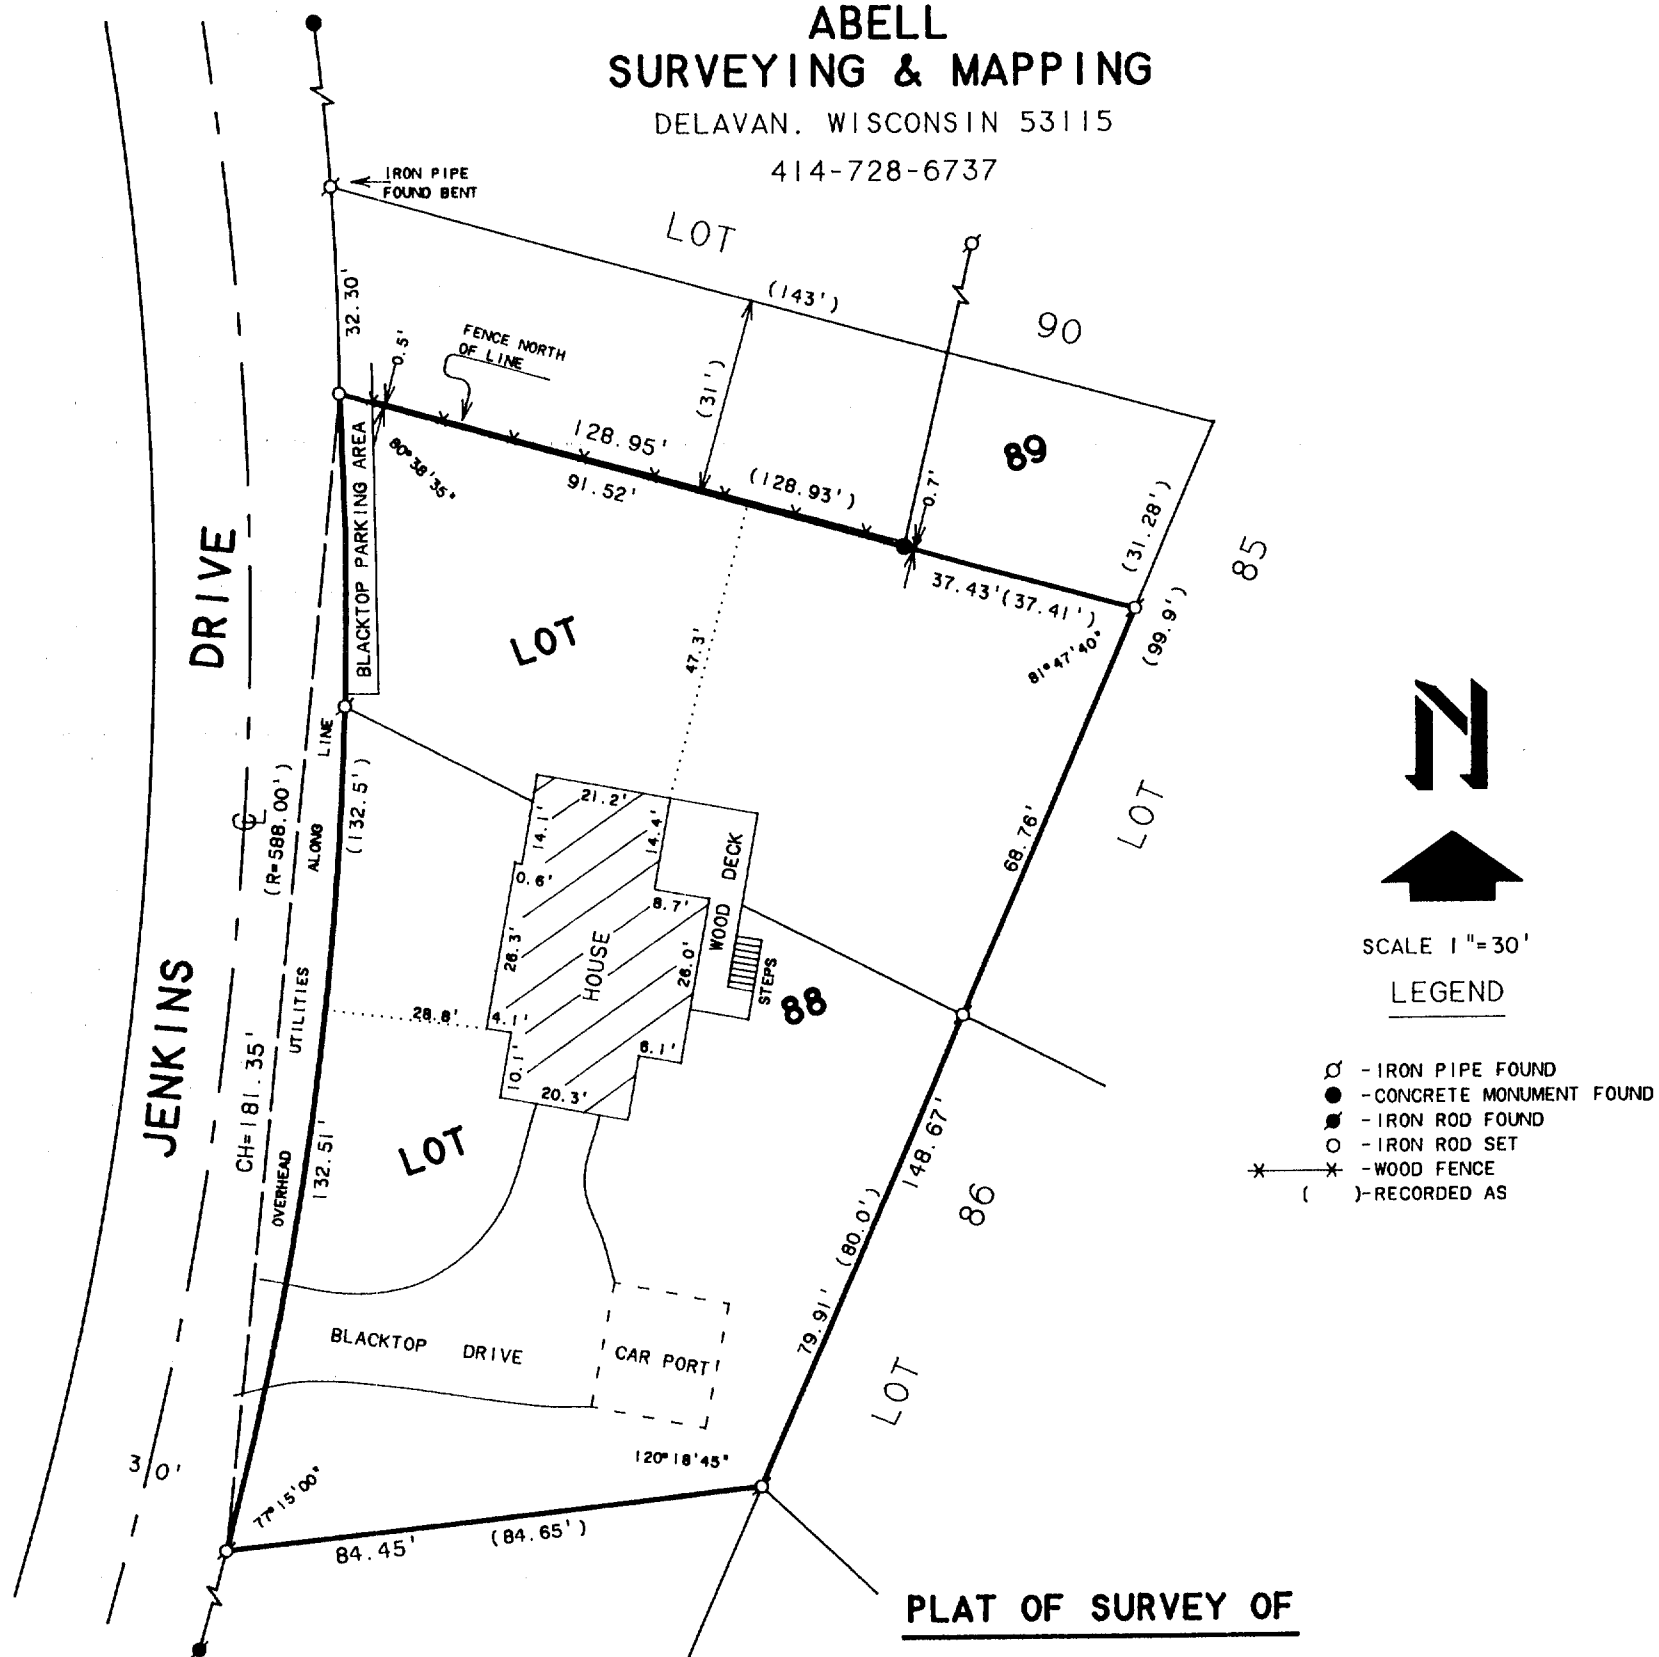 ABELL
SURVEYING & MAPPING
DELAVAN. WISCONSIN 53115
414-728-6737
IRON PIPE
FOUND BENT
LOT
(143')
90
32.30'
0.5'
FENCE NORTH
OF LINE
(31')
128.95'
91.52'
(128.93')
80°38'35"
89
0.7'
(31.28')
85
37.43'(37.41')
(99.9')
81°47'40"
BLACKTOP PARKING AREA
LOT
47.3'
JENKINS DRIVE
℄
(R=588.00')
OVERHEAD UTILITIES ALONG LINE
(132.5')
CH=181.35'
132.51'
21.2'
14.1'
14.4'
0.6'
8.7'
26.3'
HOUSE
26.0'
WOOD DECK
STEPS
28.8'
4.1'
6.1'
10.1'
20.3'
88
LOT
68.76'
LOT
148.67'
86
79.91' (80.0')
LOT
BLACKTOP DRIVE
CAR PORT
30'
77°15'00"
120°18'45"
84.45'
(84.65')
N
SCALE 1"=30'
LEGEND
-IRON PIPE FOUND
-CONCRETE MONUMENT FOUND
-IRON ROD FOUND
-IRON ROD SET
-WOOD FENCE
( )-RECORDED AS
PLAT OF SURVEY OF